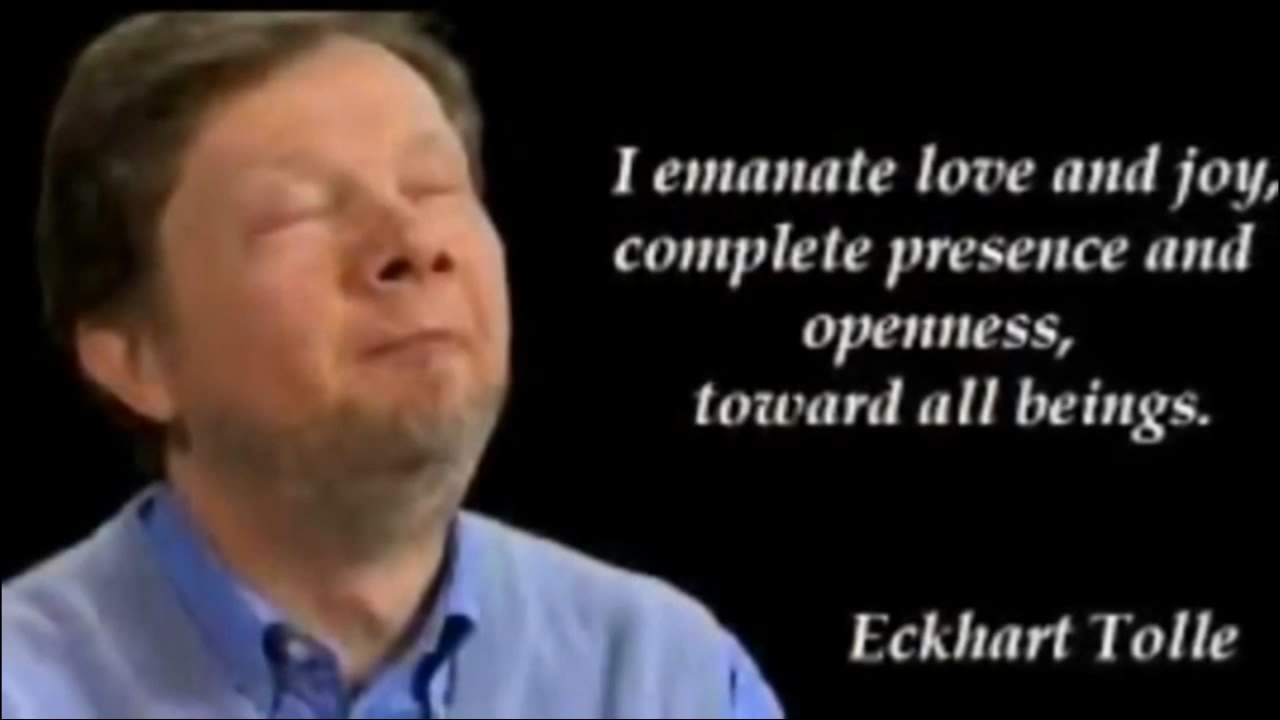 I emanate love and joy,
complete presence and
openness,
toward all beings.
Eckhart Tolle